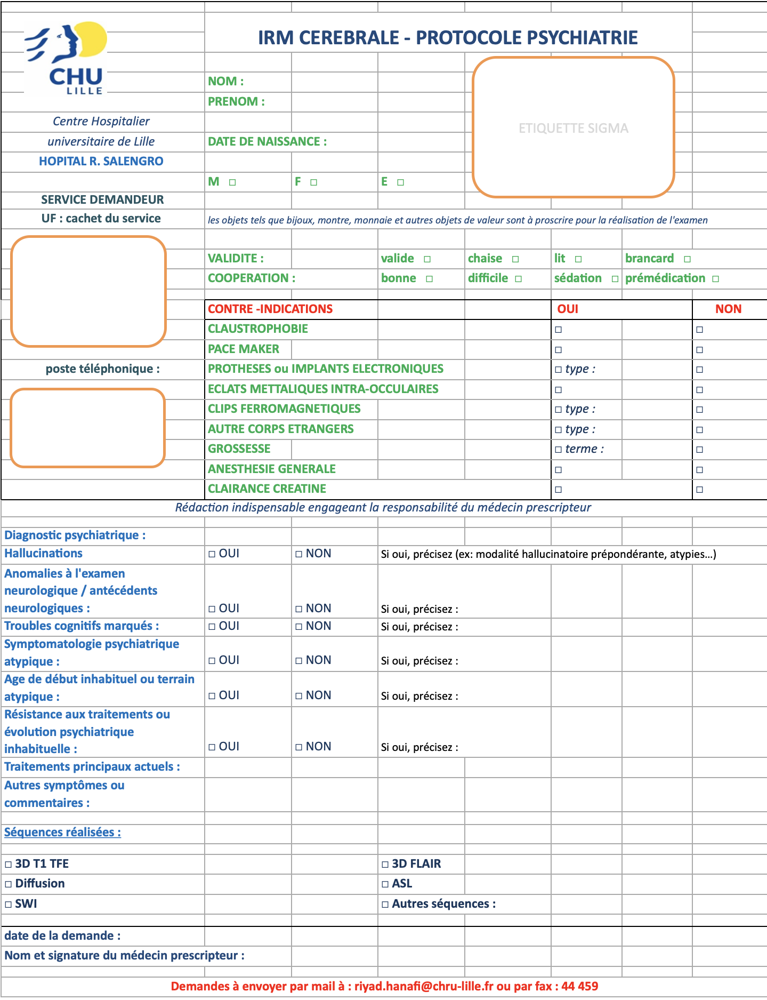 IRM CEREBRALE - PROTOCOLE PSYCHIATRIE
CHU
LILLE
NOM :
PRENOM :
ETIQUETTE SIGMA
Centre Hospitalier
universitaire de Lille
DATE DE NAISSANCE :
HOPITAL R. SALENGRO
M □ F □ E □
SERVICE DEMANDEUR
UF : cachet du service
les objets tels que bijoux, montre, monnaie et autres objets de valeur sont à proscrire pour la réalisation de l'examen
VALIDITE : valide □ chaise □ lit □ brancard □
COOPERATION : bonne □ difficile □ sédation □ prémédication □
CONTRE -INDICATIONS OUI NON
CLAUSTROPHOBIE □ □
PACE MAKER □ □
poste téléphonique :
PROTHESES ou IMPLANTS ELECTRONIQUES □ type : □
ECLATS METTALIQUES INTRA-OCCULAIRES □ □
CLIPS FERROMAGNETIQUES □ type : □
AUTRE CORPS ETRANGERS □ type : □
GROSSESSE □ terme : □
ANESTHESIE GENERALE □ □
CLAIRANCE CREATINE □ □
Rédaction indispensable engageant la responsabilité du médecin prescripteur
Diagnostic psychiatrique :
Hallucinations □ OUI □ NON Si oui, précisez (ex: modalité hallucinatoire prépondérante, atypies...)
Anomalies à l'examen
neurologique / antécédents
neurologiques : □ OUI □ NON Si oui, précisez :
Troubles cognitifs marqués : □ OUI □ NON Si oui, précisez :
Symptomatologie psychiatrique
atypique : □ OUI □ NON Si oui, précisez :
Age de début inhabituel ou terrain
atypique : □ OUI □ NON Si oui, précisez :
Résistance aux traitements ou
évolution psychiatrique
inhabituelle : □ OUI □ NON Si oui, précisez :
Traitements principaux actuels :
Autres symptômes ou
commentaires :
Séquences réalisées :
□ 3D T1 TFE □ 3D FLAIR
□ Diffusion □ ASL
□ SWI □ Autres séquences :
date de la demande :
Nom et signature du médecin prescripteur :
Demandes à envoyer par mail à : riyad.hanafi@chru-lille.fr ou par fax : 44 459